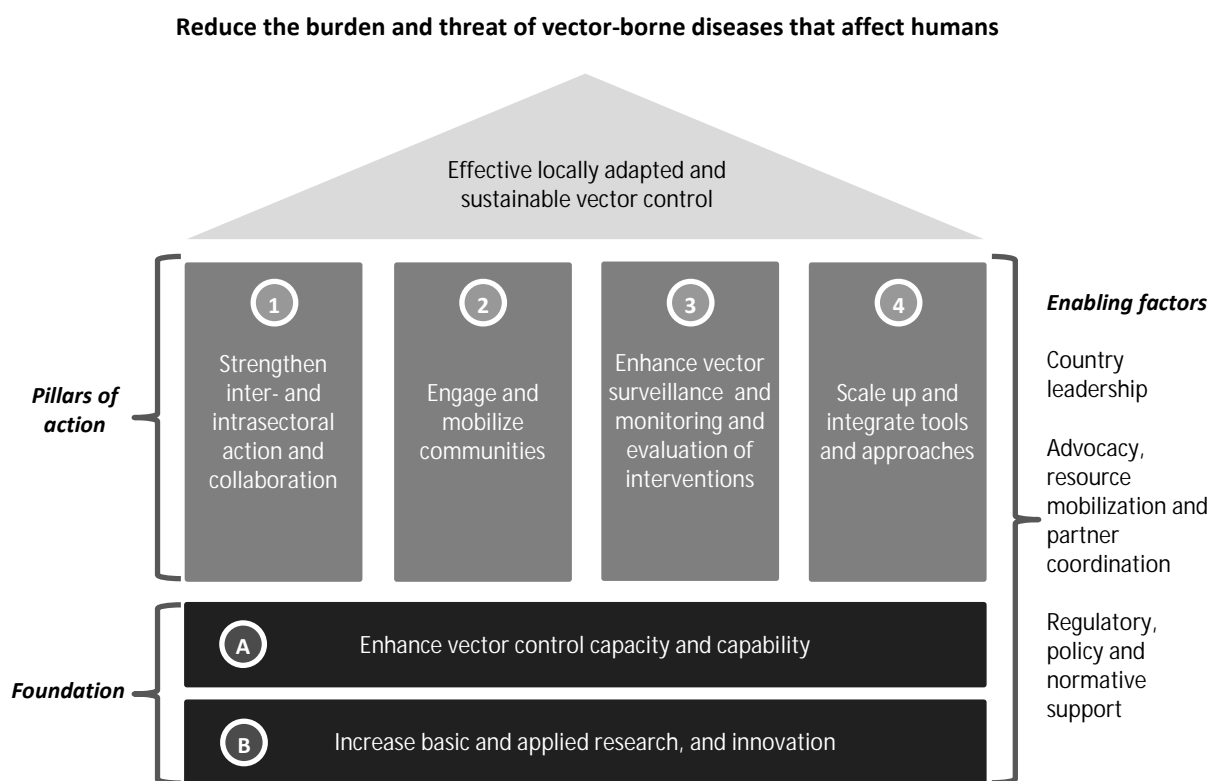 Reduce the burden and threat of vector-borne diseases that affect humans
Effective locally adapted and
sustainable vector control
Pillars of
action
1
Strengthen
inter- and
intrasectoral
action and
collaboration
2
Engage and
mobilize
communities
3
Enhance vector
surveillance and
monitoring and
evaluation of
interventions
4
Scale up and
integrate tools
and approaches
Foundation
A
Enhance vector control capacity and capability
B
Increase basic and applied research, and innovation
Enabling factors
Country
leadership
Advocacy,
resource
mobilization and
partner
coordination
Regulatory,
policy and
normative
support